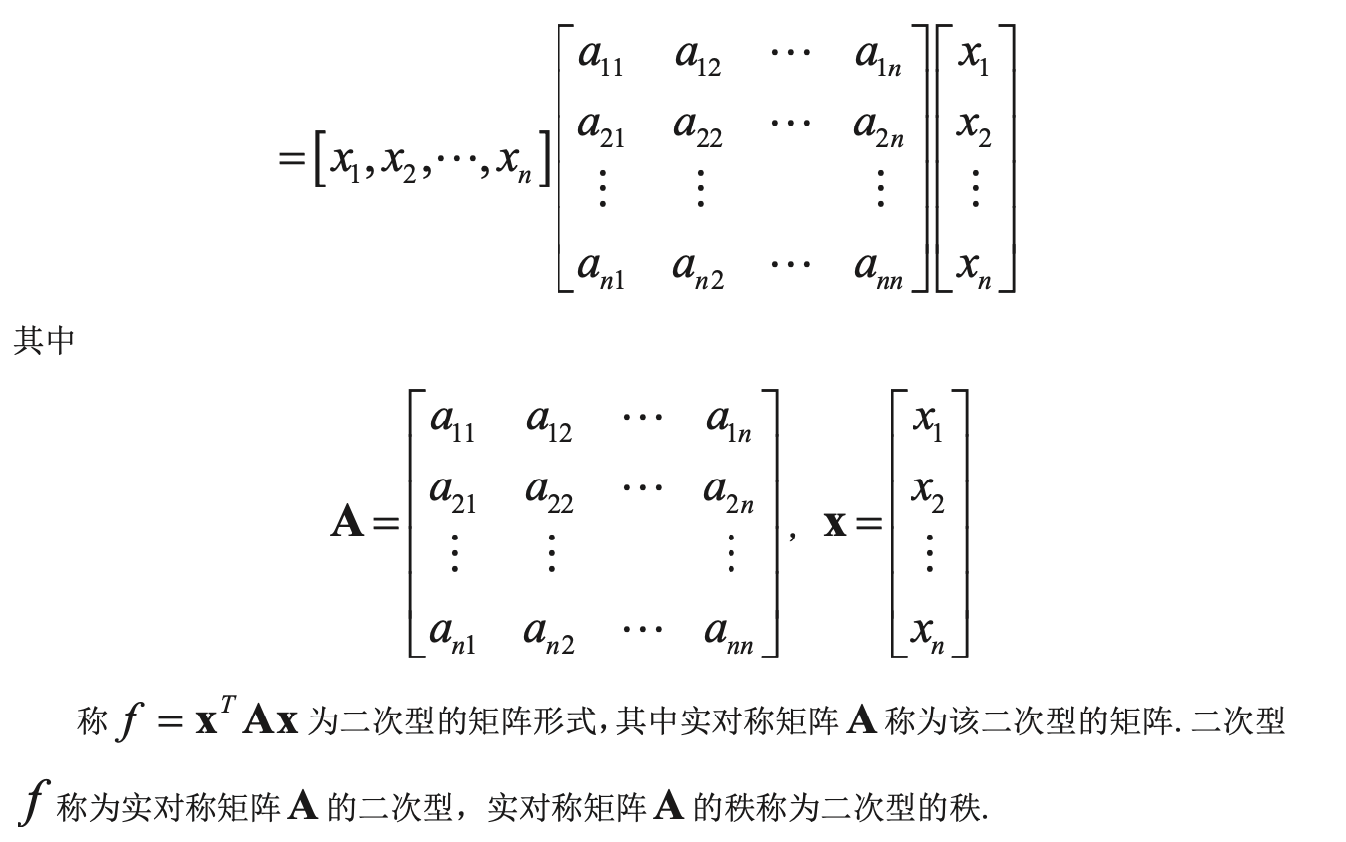 $$=[x_1,x_2,\cdots,x_n]\begin{bmatrix} a_{11} & a_{12} & \cdots & a_{1n} \\ a_{21} & a_{22} & \cdots & a_{2n} \\ \vdots & \vdots & & \vdots \\ a_{n1} & a_{n2} & \cdots & a_{nn} \end{bmatrix}\begin{bmatrix} x_1 \\ x_2 \\ \vdots \\ x_n \end{bmatrix}$$
其中
$$\mathbf{A}=\begin{bmatrix} a_{11} & a_{12} & \cdots & a_{1n} \\ a_{21} & a_{22} & \cdots & a_{2n} \\ \vdots & \vdots & & \vdots \\ a_{n1} & a_{n2} & \cdots & a_{nn} \end{bmatrix}, \mathbf{x}=\begin{bmatrix} x_1 \\ x_2 \\ \vdots \\ x_n \end{bmatrix}$$
称 $f=\mathbf{x}^T\mathbf{A}\mathbf{x}$ 为二次型的矩阵形式,其中实对称矩阵 $\mathbf{A}$ 称为该二次型的矩阵.二次型
$f$ 称为实对称矩阵 $\mathbf{A}$ 的二次型，实对称矩阵 $\mathbf{A}$ 的秩称为二次型的秩.